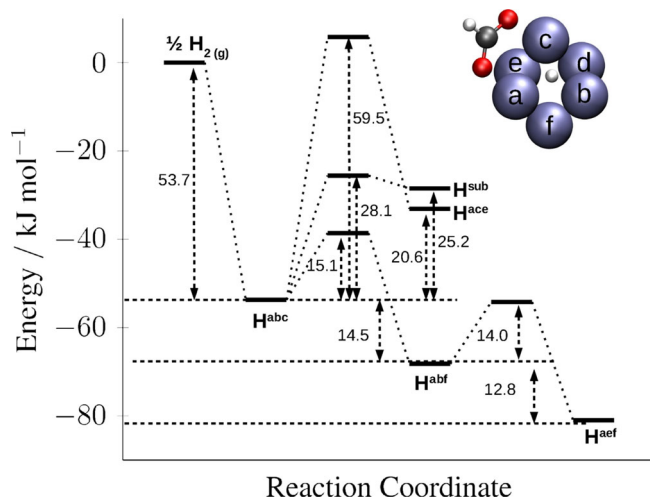 ½ H2 (g)
0
−20
−40
−60
−80
Energy / kJ mol−1
53.7
59.5
28.1
15.1
20.6
25.2
14.5
14.0
12.8
Hsub
Hace
Habc
Habf
Haef
c
e
d
a
b
f
Reaction Coordinate